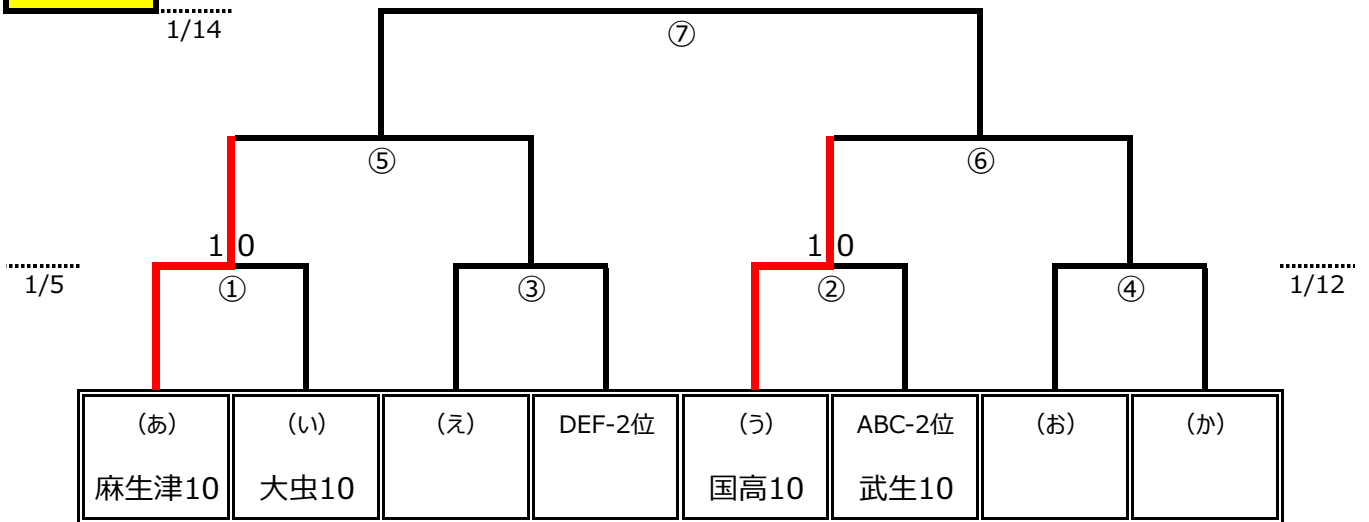 1/14
⑦
⑤
⑥
1 0
1 0
1/5
①
③
②
④
1/12
（あ）
（い）
（え）
DEF-2位
（う）
ABC-2位
（お）
（か）
麻生津10
大虫10
国高10
武生10